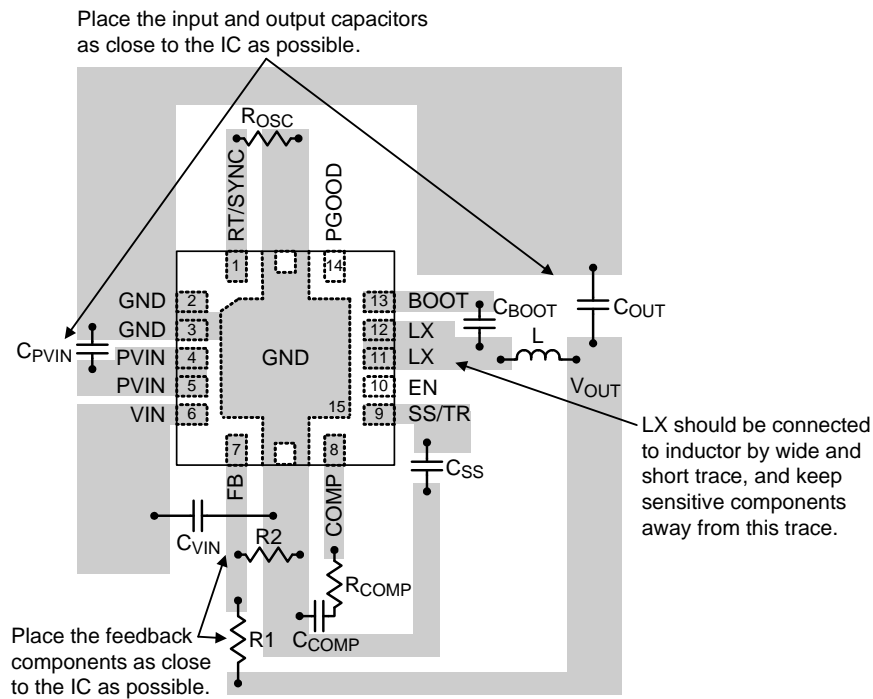 Place the input and output capacitors
as close to the IC as possible.
ROSC
RT/SYNC
PGOOD
1
14
GND
2
13
BOOT
GND
3
12
LX
CBOOT
COUT
CPVIN
PVIN
4
GND
11
LX
L
PVIN
5
10
EN
VOUT
VIN
6
15
9
SS/TR
7
8
FB
COMP
CSS
LX should be connected
to inductor by wide and
short trace, and keep
sensitive components
away from this trace.
CVIN
R2
RCOMP
CCOMP
R1
Place the feedback
components as close
to the IC as possible.